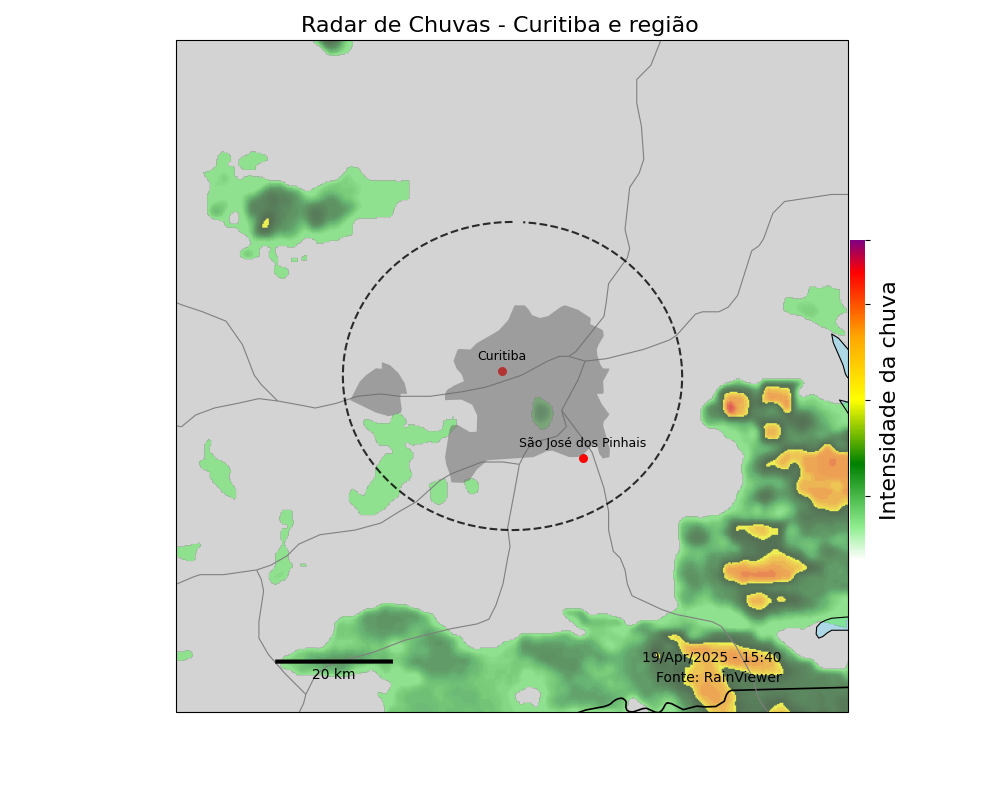 Radar de Chuvas - Curitiba e região
Curitiba
São José dos Pinhais
Intensidade da chuva
19/Apr/2025 - 15:40
Fonte: RainViewer
20 km